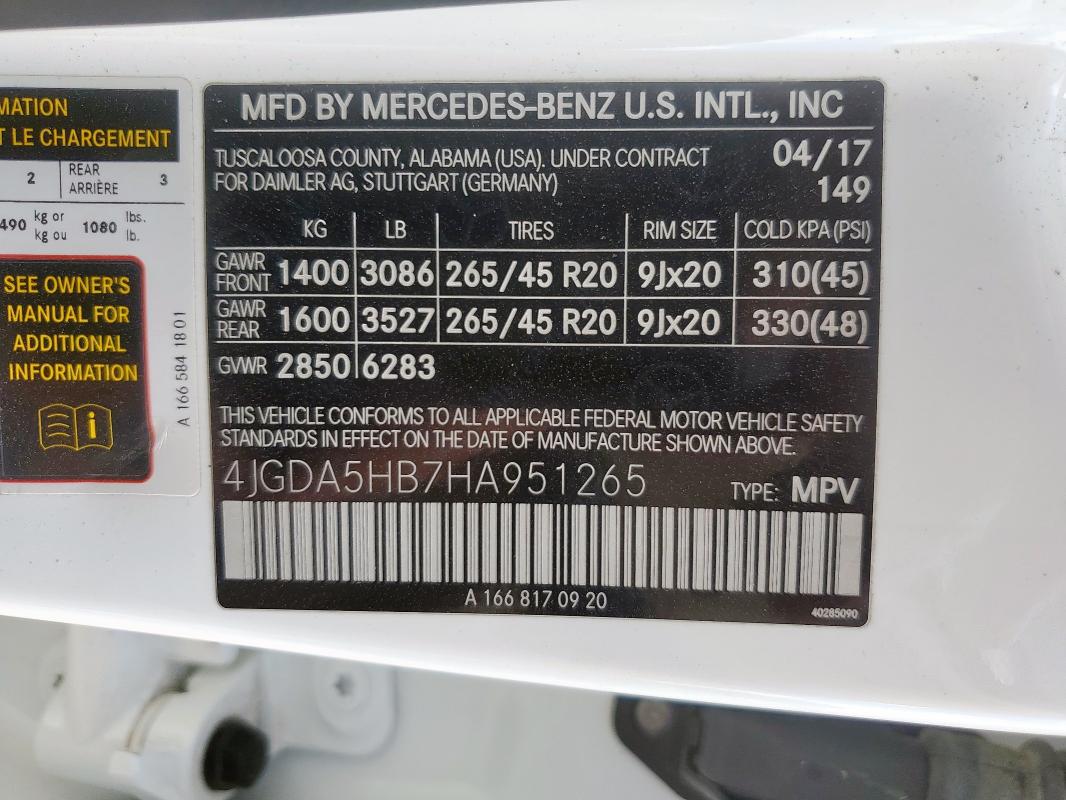 MATION
T LE CHARGEMENT
2 REAR ARRIÈRE 3
490 kg or kg ou 1080 lbs. lb.
SEE OWNER'S
MANUAL FOR
ADDITIONAL
INFORMATION
i
A 166 584 18 01
MFD BY MERCEDES-BENZ U.S. INTL., INC
TUSCALOOSA COUNTY, ALABAMA (USA). UNDER CONTRACT
FOR DAIMLER AG, STUTTGART (GERMANY)
04/17
149
KG LB TIRES RIM SIZE COLD KPA (PSI)
GAWR FRONT 1400 3086 265/45 R20 9Jx20 310(45)
GAWR REAR 1600 3527 265/45 R20 9Jx20 330(48)
GVWR 2850 6283
THIS VEHICLE CONFORMS TO ALL APPLICABLE FEDERAL MOTOR VEHICLE SAFETY
STANDARDS IN EFFECT ON THE DATE OF MANUFACTURE SHOWN ABOVE.
4JGDA5HB7HA951265 TYPE: MPV
A 166 817 09 20
40285090